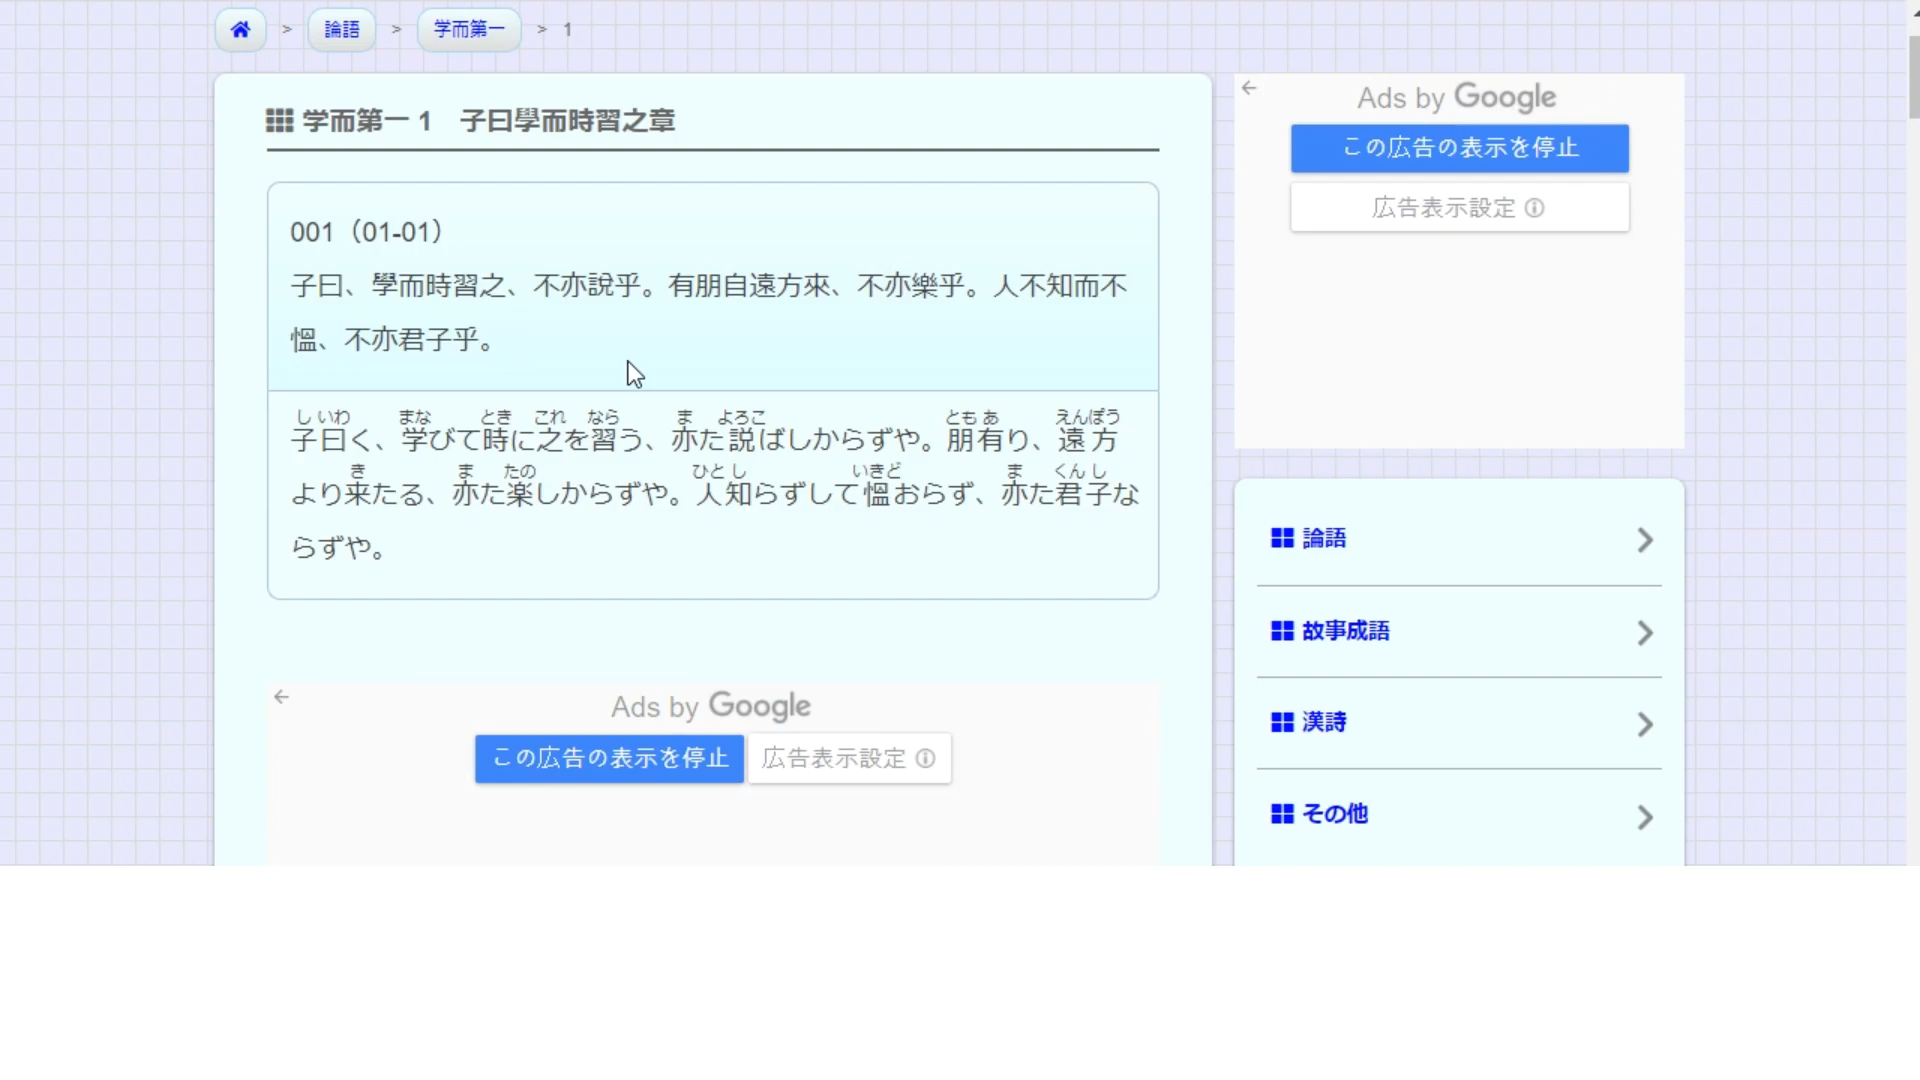 > 論語 > 学而第一 > 1
学而第一 1 子曰學而時習之章
001（01-01）
子曰、學而時習之、不亦說乎。有朋自遠方來、不亦樂乎。人不知而不
慍、不亦君子乎。
し いわ まな とき これ なら ま よろこ とも あ えんぽう
子曰く、学びて時に之を習う、亦た説ばしからずや。朋有り、遠方
き ま たの ひと し いきど ま くん し
より来たる、亦た楽しからずや。人知らずして慍おらず、亦た君子な
らずや。
Ads by Google
この広告の表示を停止 広告表示設定
Ads by Google
この広告の表示を停止
広告表示設定
論語
故事成語
漢詩
その他